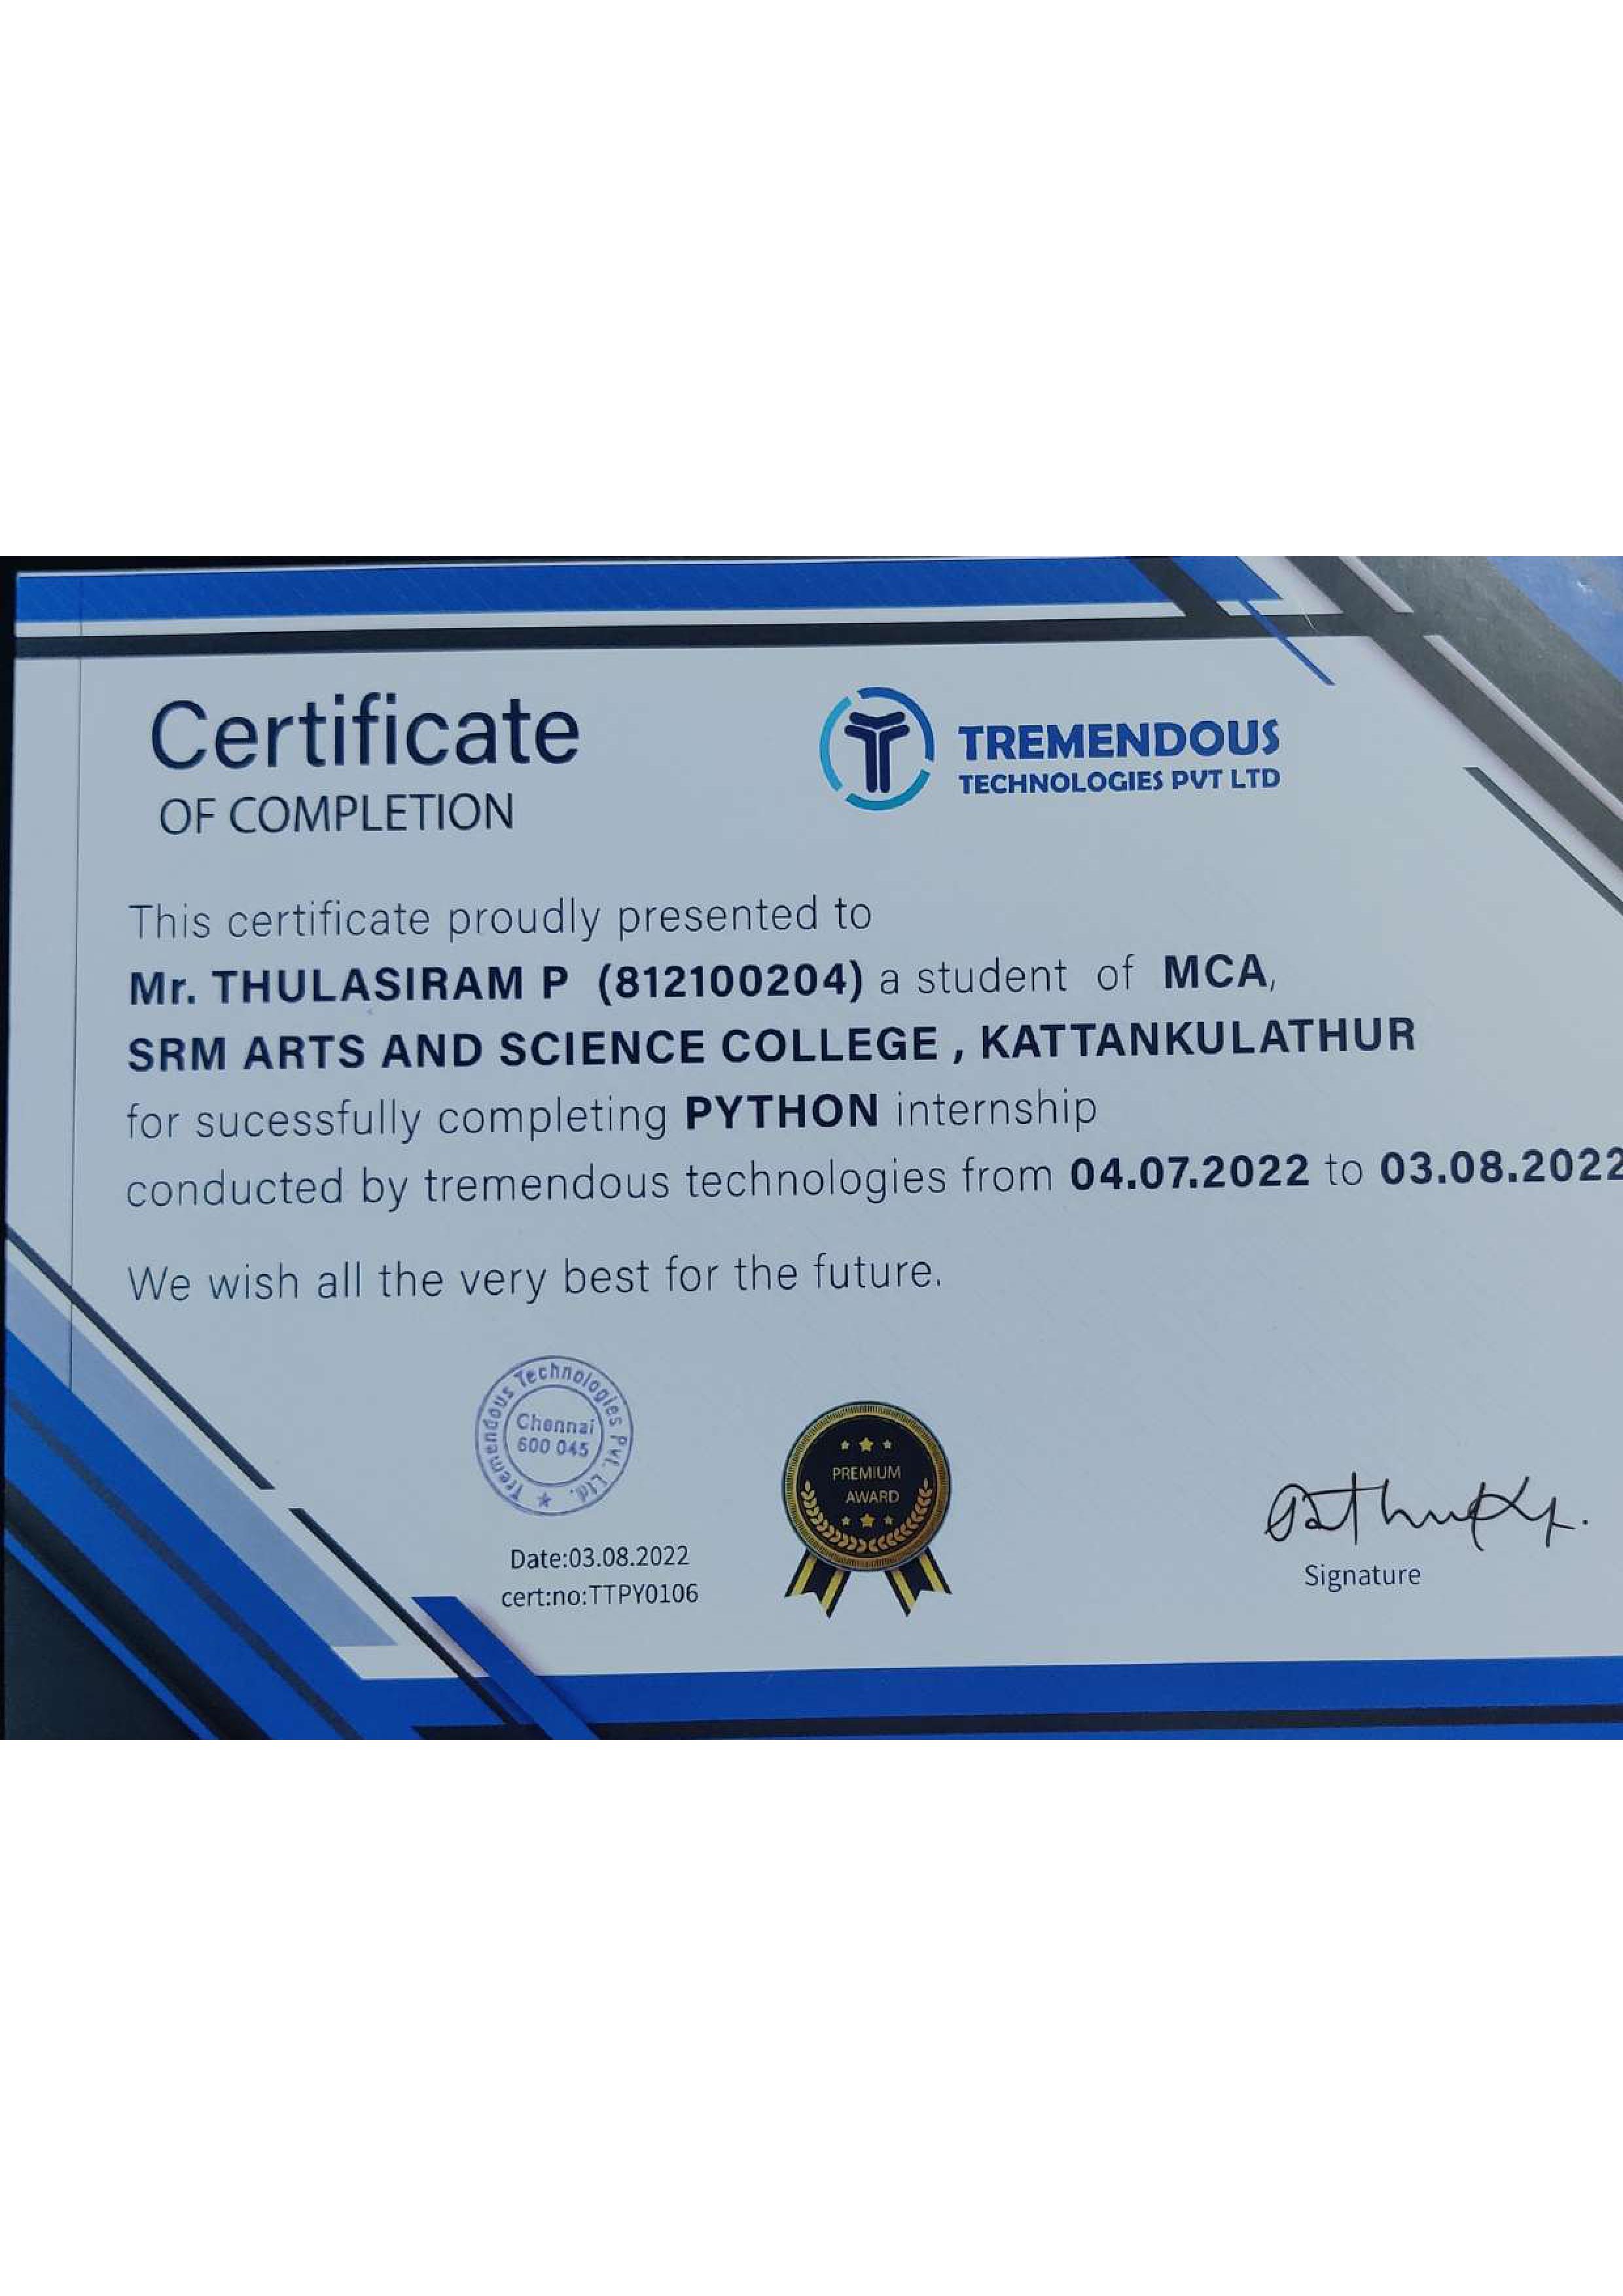 Certificate
OF COMPLETION
TREMENDOUS
TECHNOLOGIES PVT LTD
This certificate proudly presented to
Mr. THULASIRAM P (812100204) a student of MCA,
SRM ARTS AND SCIENCE COLLEGE , KATTANKULATHUR
for sucessfully completing PYTHON internship
conducted by tremendous technologies from 04.07.2022 to 03.08.2022
We wish all the very best for the future.
Tremendous Technologies Pvt. Ltd. ★
Chennai
600 045
Date:03.08.2022
cert:no:TTPY0106
PREMIUM
AWARD
Signature